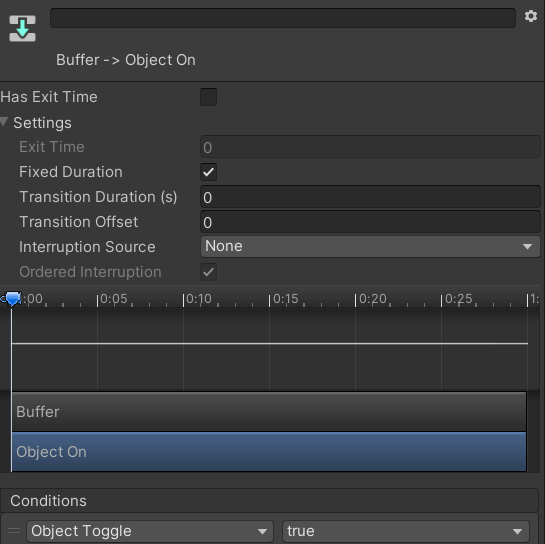 Buffer -> Object On
Has Exit Time
Settings
Exit Time 0
Fixed Duration
Transition Duration (s) 0
Transition Offset 0
Interruption Source None
Ordered Interruption
:00 0:05 0:10 0:15 0:20 0:25 1:
Buffer
Object On
Conditions
Object Toggle true